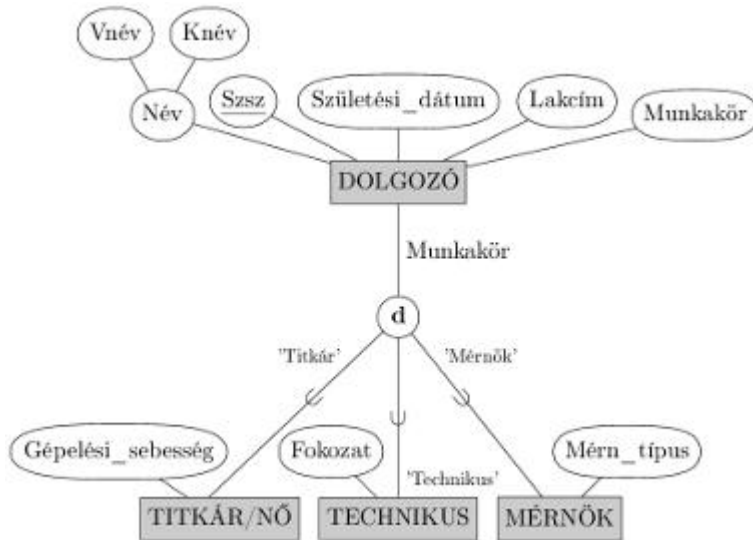 Vnév
Knév
Név
Szsz
Születési_dátum
Lakcím
Munkakör
DOLGOZÓ
Munkakör
d
'Titkár'
'Mérnök'
Gépelési_sebesség
Fokozat
Mérn_típus
'Technikus'
TITKÁR/NŐ
TECHNIKUS
MÉRNÖK